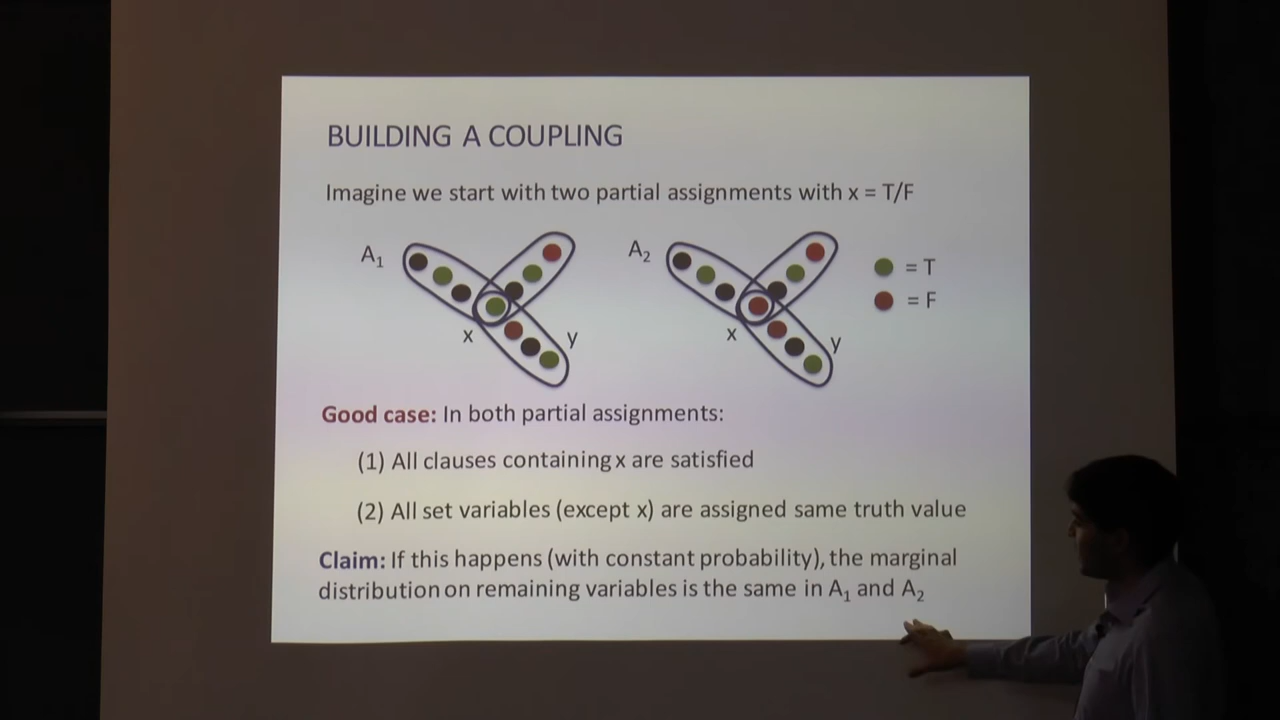 BUILDING A COUPLING
Imagine we start with two partial assignments with x = T/F
A₁
A₂
= T
= F
x
y
x
y
Good case: In both partial assignments:
(1) All clauses containing x are satisfied
(2) All set variables (except x) are assigned same truth value
Claim: If this happens (with constant probability), the marginal
distribution on remaining variables is the same in A₁ and A₂